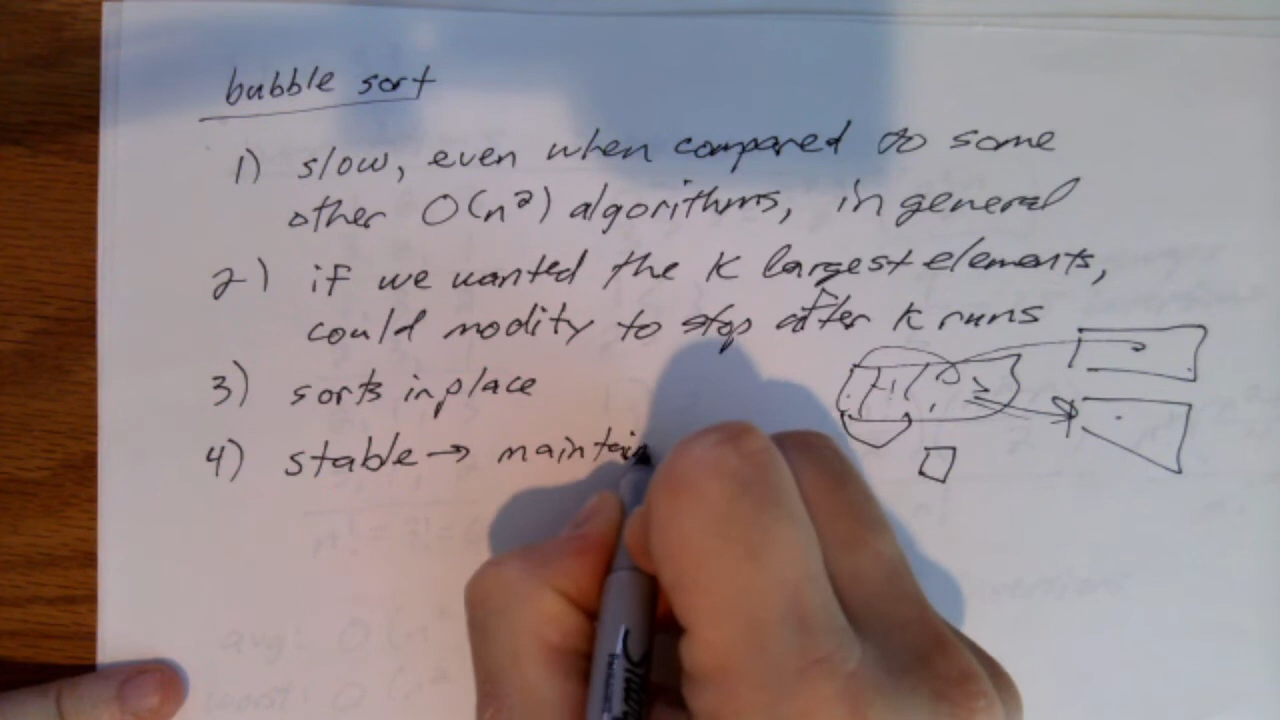 bubble sort
1) slow, even when compared to some
other O(n²) algorithms, in general
2) if we wanted the K largest elements,
could modify to stop after K runs
3) sorts in place
4) stable → maintain